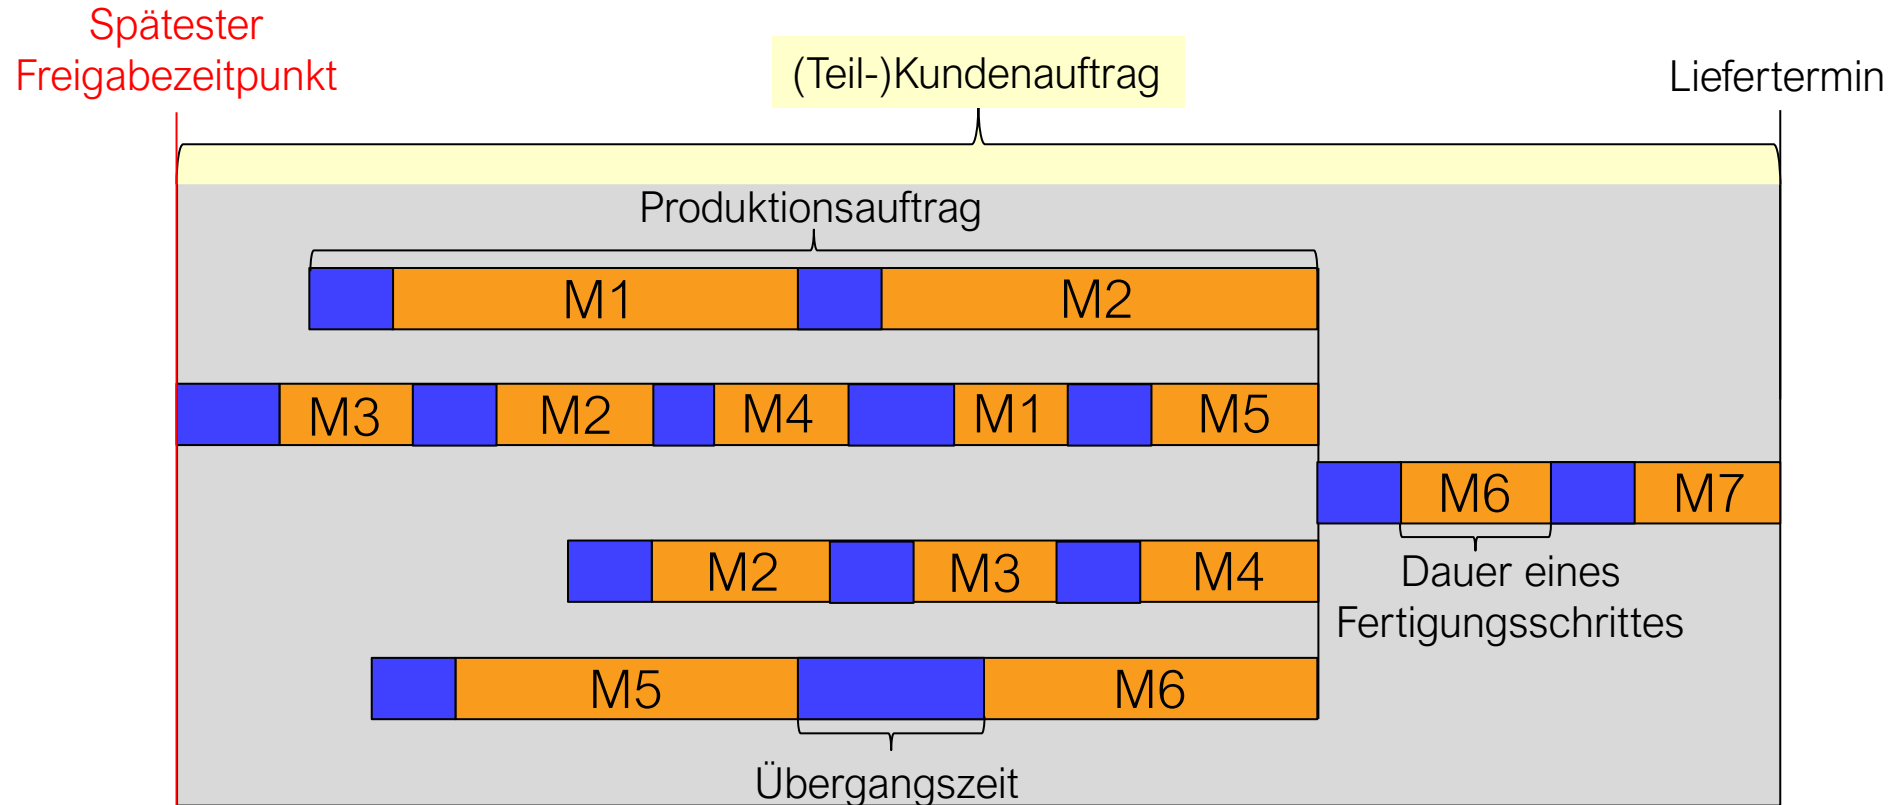 Spätester
Freigabezeitpunkt
(Teil-)Kundenauftrag
Liefertermin
Produktionsauftrag
M1 M2
M3 M2 M4 M1 M5
M6 M7
M2 M3 M4
Dauer eines
Fertigungsschrittes
M5 M6
Übergangszeit